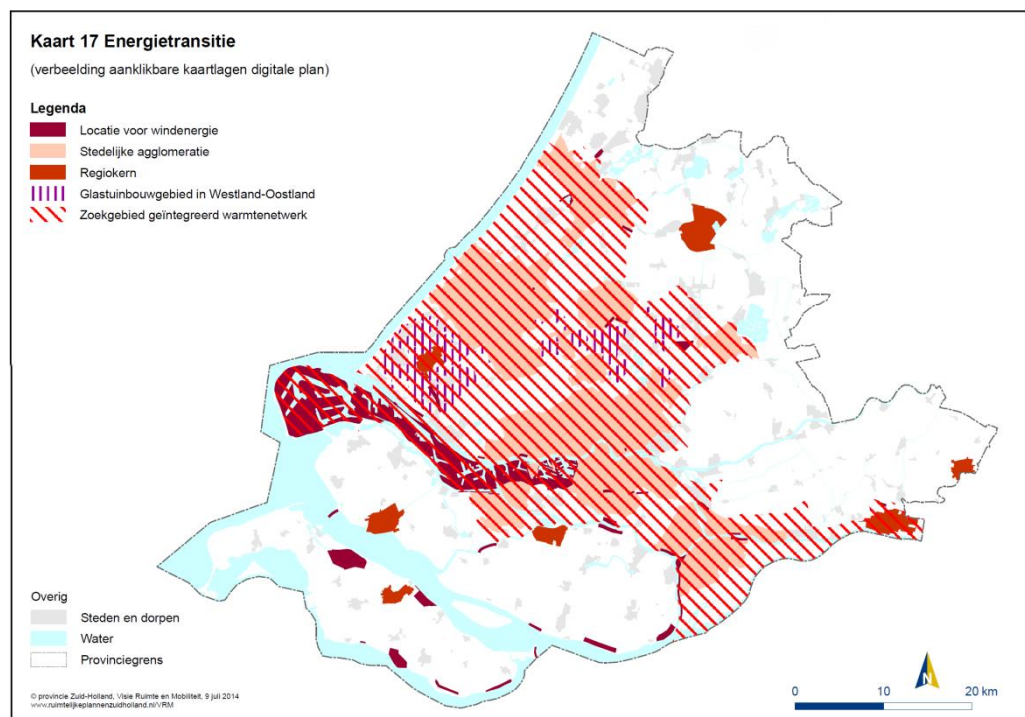 Kaart 17 Energietransitie
(verbeelding aanklikbare kaartlagen digitale plan)
Legenda
Locatie voor windenergie
Stedelijke agglomeratie
Regiokern
Glastuinbouwgebied in Westland-Oostland
Zoekgebied geïntegreerd warmtenetwerk
Overig
Steden en dorpen
Water
Provinciegrens
© provincie Zuid-Holland, Visie Ruimte en Mobiliteit, 9 juli 2014
www.ruimtelijkeplannenzuidholland.nl/VRM
N
0 10 20 km